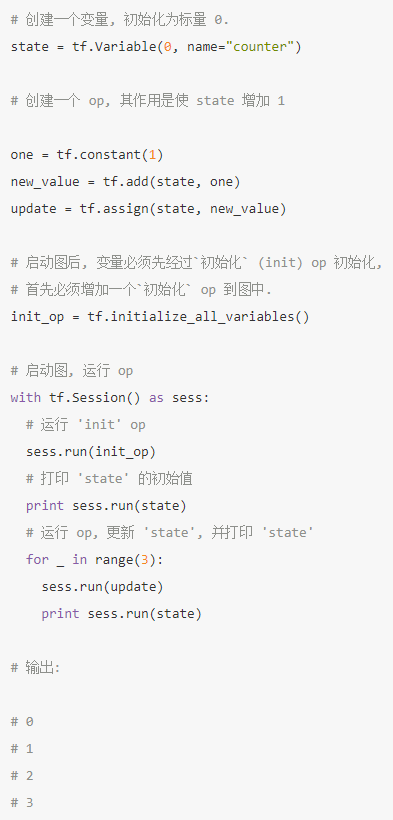 # 创建一个变量, 初始化为标量 0.
state = tf.Variable(0, name="counter")
# 创建一个 op, 其作用是使 state 增加 1
one = tf.constant(1)
new_value = tf.add(state, one)
update = tf.assign(state, new_value)
# 启动图后, 变量必须先经过`初始化` (init) op 初始化,
# 首先必须增加一个`初始化` op 到图中.
init_op = tf.initialize_all_variables()
# 启动图, 运行 op
with tf.Session() as sess:
  # 运行 'init' op
  sess.run(init_op)
  # 打印 'state' 的初始值
  print sess.run(state)
  # 运行 op, 更新 'state', 并打印 'state'
  for _ in range(3):
    sess.run(update)
    print sess.run(state)
# 输出:
# 0
# 1
# 2
# 3